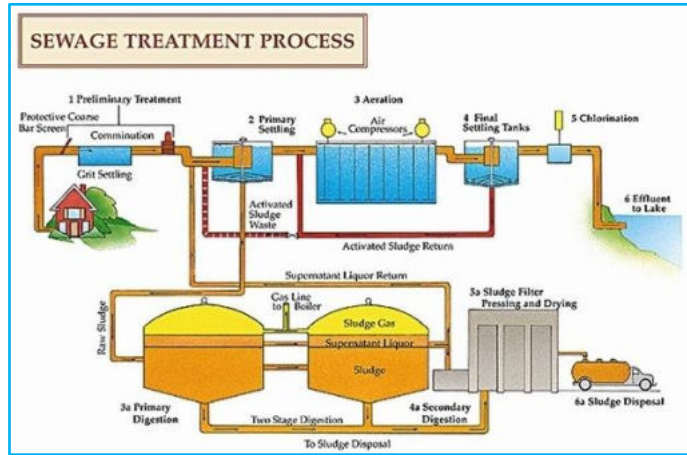 SEWAGE TREATMENT PROCESS
1 Preliminary Treatment
Protective Coarse
Bar Screen
Commination
Grit Settling
2 Primary
Settling
3 Aeration
Air
Compressors
4 Final
Settling Tanks
5 Chlorination
6 Effluent
to Lake
Activated
Sludge
Waste
Activated Sludge Return
Supernatant Liquor Return
Gas Line
to Boiler
Raw Sludge
Sludge Gas
Supernatant Liquor
Sludge
3a Primary
Digestion
Two Stage Digestion
4a Secondary
Digestion
To Sludge Disposal
5a Sludge Filter
Pressing and Drying
6a Sludge Disposal